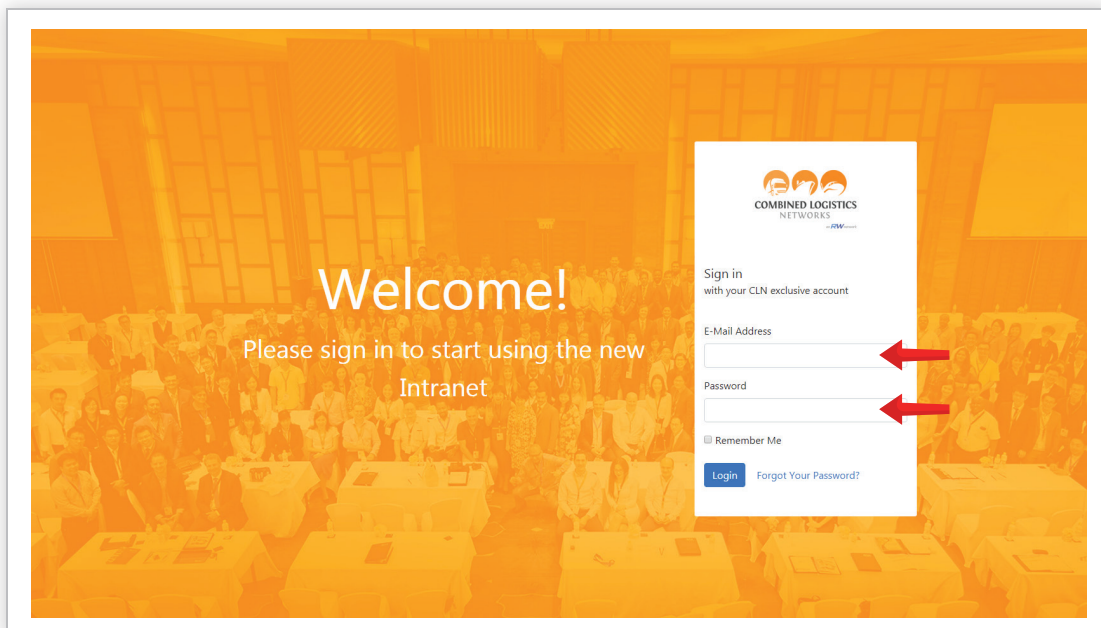 Welcome!
Please sign in to start using the new
Intranet
COMBINED LOGISTICS
NETWORKS
Sign in
with your CLN exclusive account
E-Mail Address
Password
Remember Me
Login Forgot Your Password?